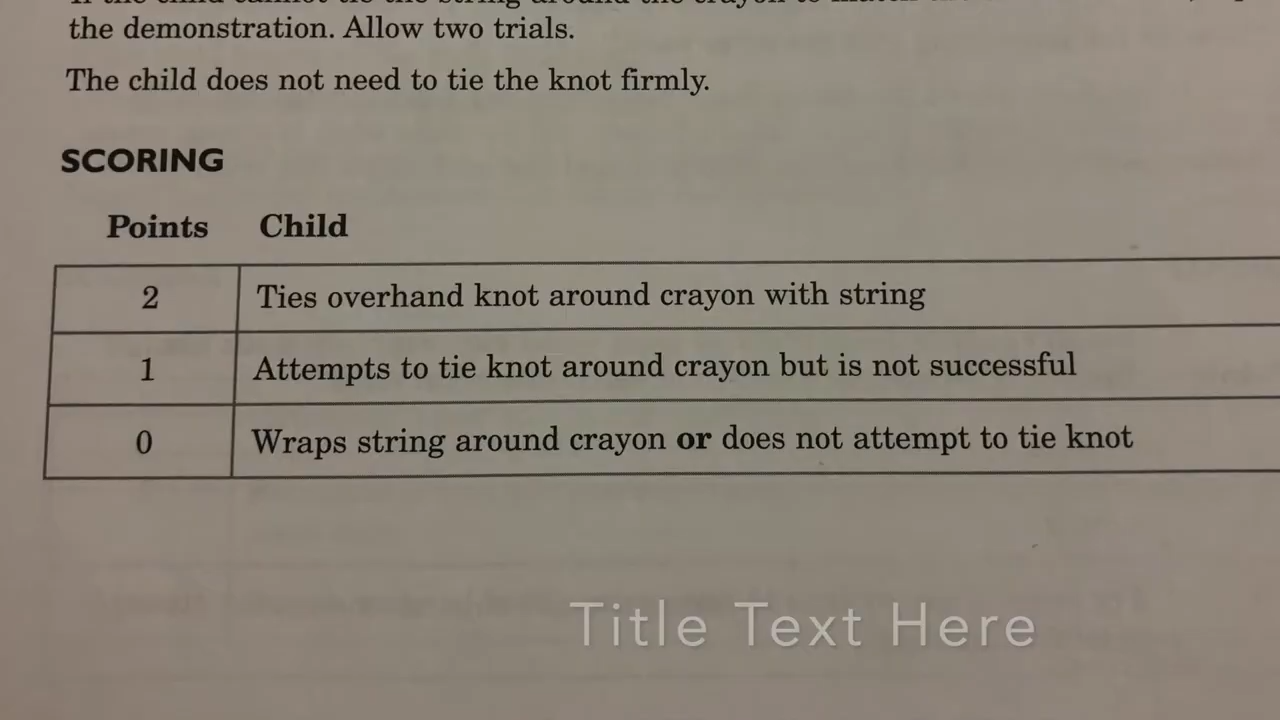 the demonstration. Allow two trials.
The child does not need to tie the knot firmly.
SCORING
Points Child
2 Ties overhand knot around crayon with string
1 Attempts to tie knot around crayon but is not successful
0 Wraps string around crayon or does not attempt to tie knot
Title Text Here